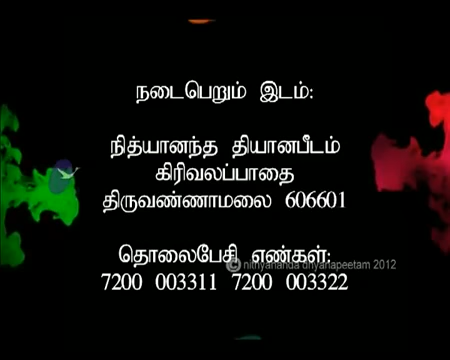 நடைபெறும் இடம்:
நித்யானந்த தியானபீடம்
கிரிவலப்பாதை
திருவண்ணாமலை 606601
தொலைபேசி எண்கள்:
© nithyananda dhyanapeetam 2012
7200 003311 7200 003322